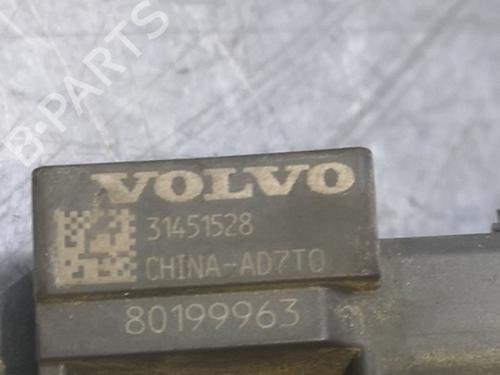 B-PARTS
VOLVO
31451528
CHINA-AD7T0
80199963